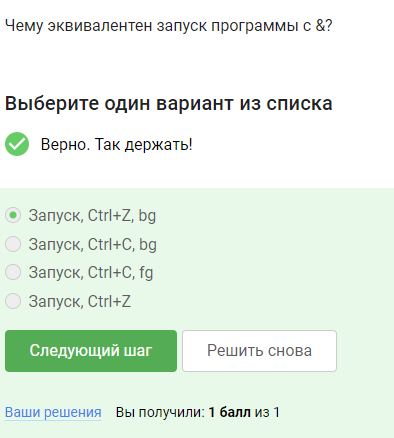 Чему эквивалентен запуск программы с &?
Выберите один вариант из списка
Верно. Так держать!
Запуск, Ctrl+Z, bg
Запуск, Ctrl+C, bg
Запуск, Ctrl+C, fg
Запуск, Ctrl+Z
Следующий шаг Решить снова
Ваши решения Вы получили: 1 балл из 1